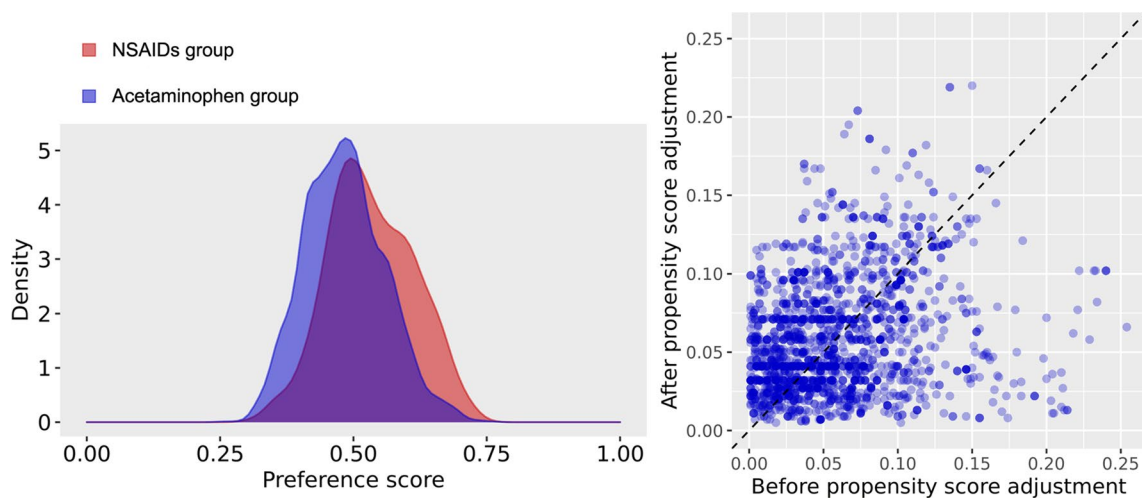 NSAIDs group
Acetaminophen group
5
4
3
2
1
0
Density
0.00 0.25 0.50 0.75 1.00
Preference score
0.25
0.20
0.15
0.10
0.05
0.00
After propensity score adjustment
0.00 0.05 0.10 0.15 0.20 0.25
Before propensity score adjustment